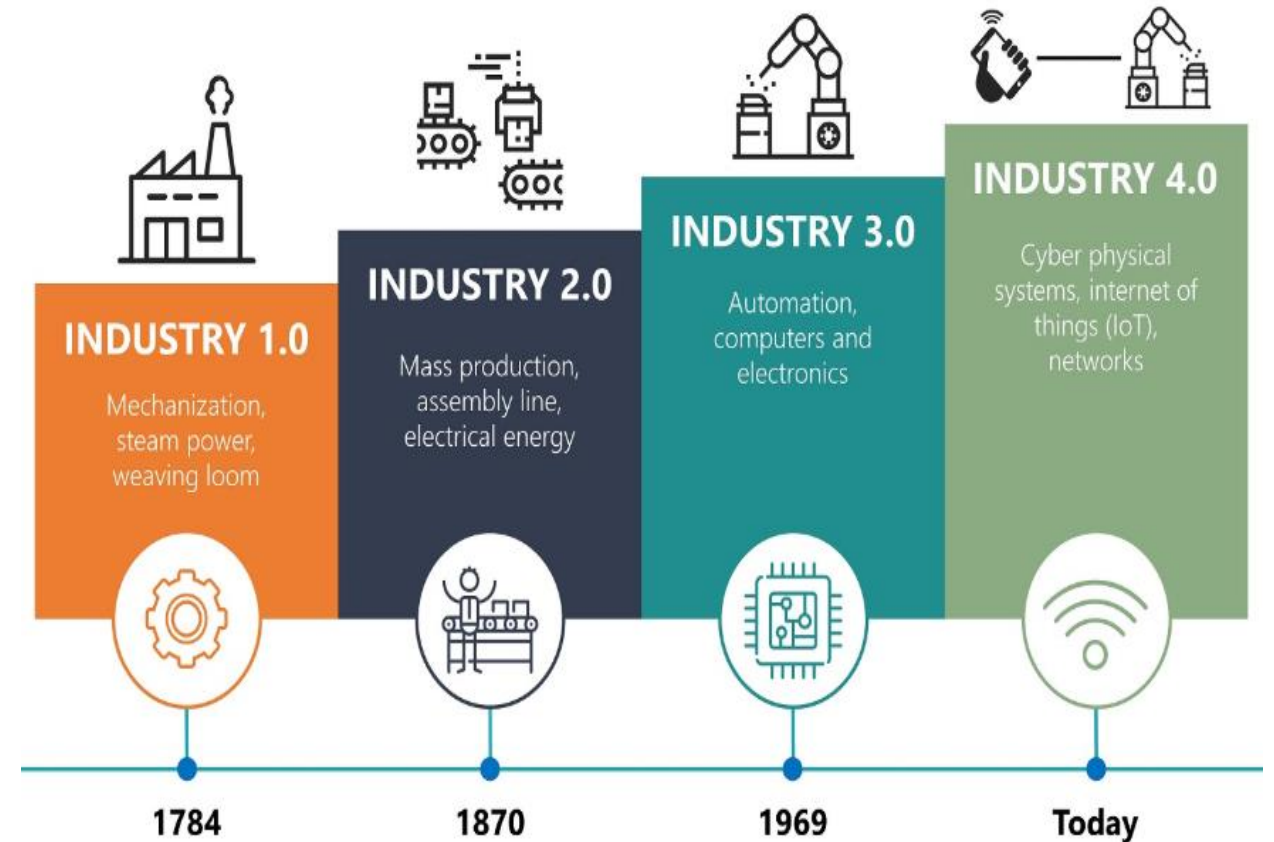 INDUSTRY 1.0
Mechanization,
steam power,
weaving loom
INDUSTRY 2.0
Mass production,
assembly line,
electrical energy
INDUSTRY 3.0
Automation,
computers and
electronics
INDUSTRY 4.0
Cyber physical
systems, internet of
things (IoT),
networks
1784
1870
1969
Today